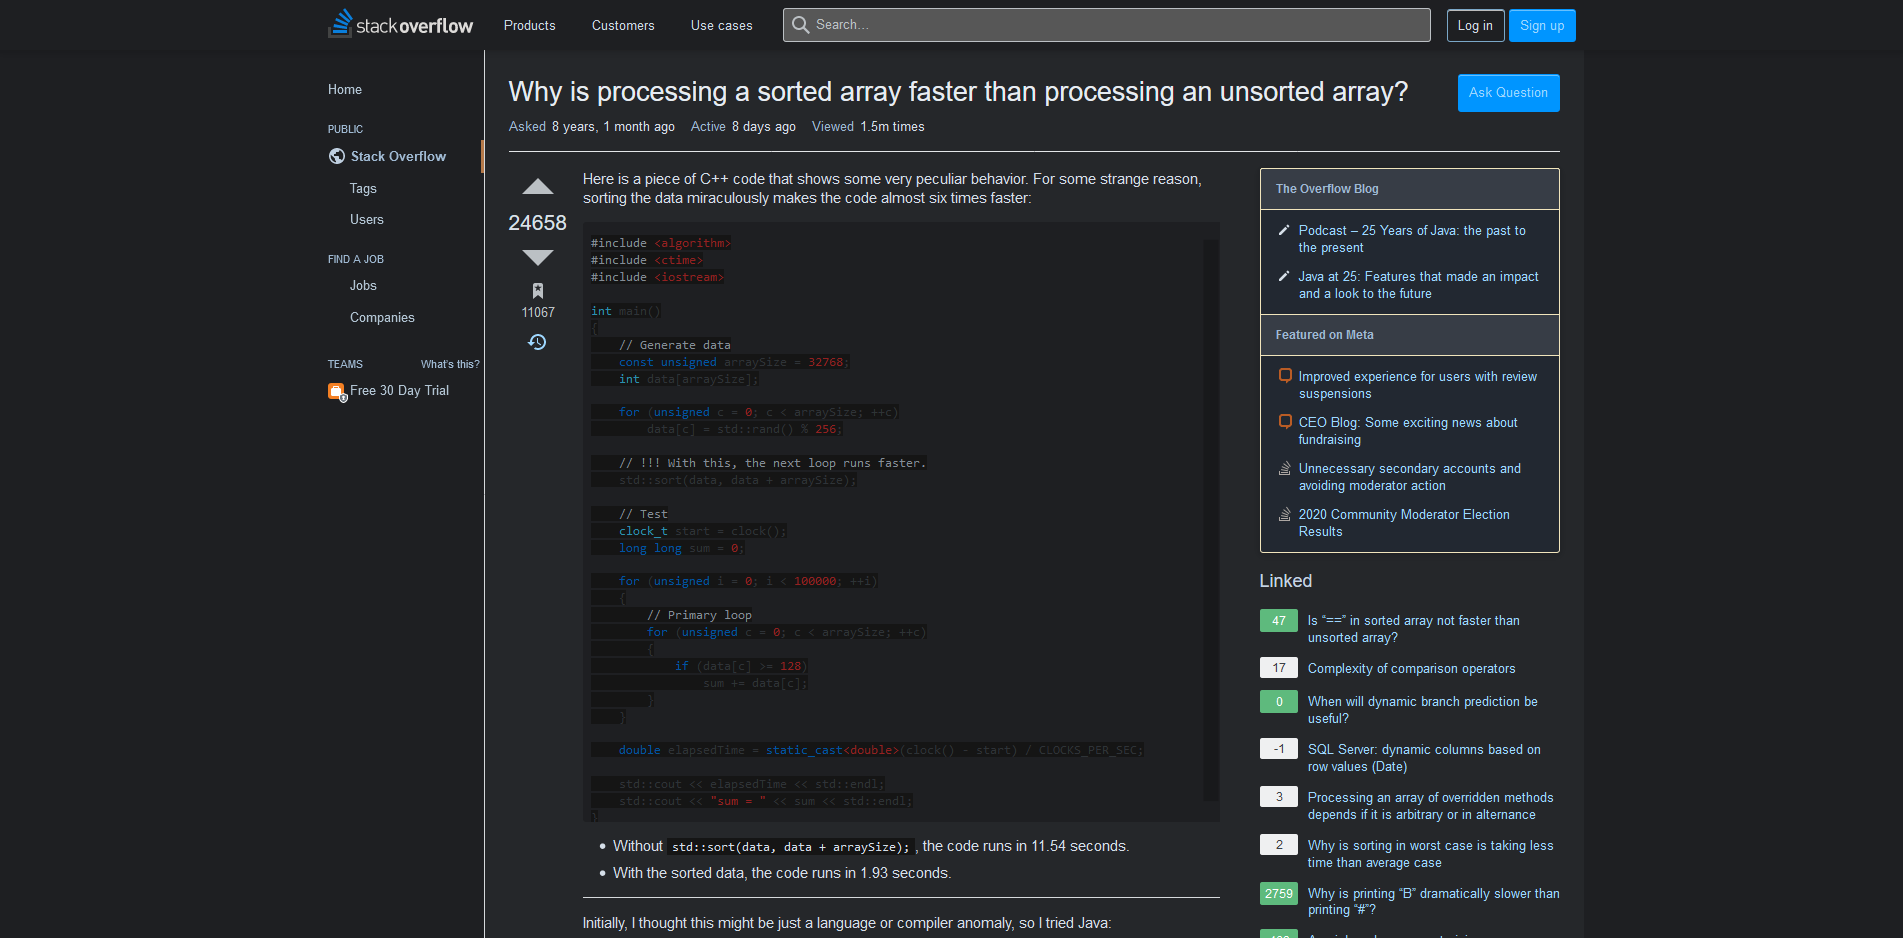 stackoverflow
Products
Customers
Use cases
Search…
Log in
Sign up
Home
PUBLIC
Stack Overflow
Tags
Users
FIND A JOB
Jobs
Companies
TEAMS What's this?
Free 30 Day Trial
Why is processing a sorted array faster than processing an unsorted array?
Ask Question
Asked 8 years, 1 month ago Active 8 days ago Viewed 1.5m times
24658
11067
Here is a piece of C++ code that shows some very peculiar behavior. For some strange reason,
sorting the data miraculously makes the code almost six times faster:
#include <algorithm>
#include <ctime>
#include <iostream>
int main()
{
// Generate data
const unsigned arraySize = 32768;
int data[arraySize];
for (unsigned c = 0; c < arraySize; ++c)
data[c] = std::rand() % 256;
// !!! With this, the next loop runs faster.
std::sort(data, data + arraySize);
// Test
clock_t start = clock();
long long sum = 0;
for (unsigned i = 0; i < 100000; ++i)
{
// Primary loop
for (unsigned c = 0; c < arraySize; ++c)
{
if (data[c] >= 128)
sum += data[c];
}
}
double elapsedTime = static_cast<double>(clock() - start) / CLOCKS_PER_SEC;
std::cout << elapsedTime << std::endl;
std::cout << "sum = " << sum << std::endl;
}
• Without std::sort(data, data + arraySize); , the code runs in 11.54 seconds.
• With the sorted data, the code runs in 1.93 seconds.
Initially, I thought this might be just a language or compiler anomaly, so I tried Java:
The Overflow Blog
Podcast – 25 Years of Java: the past to
the present
Java at 25: Features that made an impact
and a look to the future
Featured on Meta
Improved experience for users with review
suspensions
CEO Blog: Some exciting news about
fundraising
Unnecessary secondary accounts and
avoiding moderator action
2020 Community Moderator Election
Results
Linked
47 Is “==” in sorted array not faster than
unsorted array?
17 Complexity of comparison operators
0 When will dynamic branch prediction be
useful?
-1 SQL Server: dynamic columns based on
row values (Date)
3 Processing an array of overridden methods
depends if it is arbitrary or in alternance
2 Why is sorting in worst case is taking less
time than average case
2759 Why is printing “B” dramatically slower than
printing “#”?